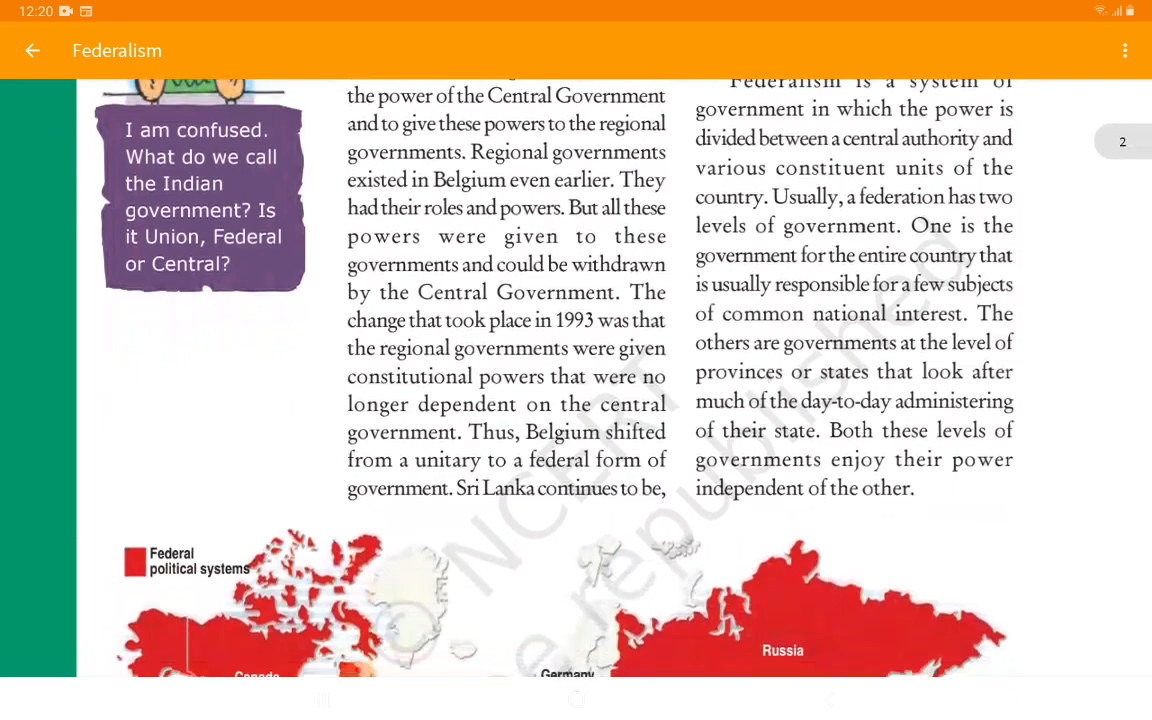 12:20
Federalism
I am confused.
What do we call
the Indian
government? Is
it Union, Federal
or Central?
the power of the Central Government
and to give these powers to the regional
governments. Regional governments
existed in Belgium even earlier. They
had their roles and powers. But all these
powers were given to these
governments and could be withdrawn
by the Central Government. The
change that took place in 1993 was that
the regional governments were given
constitutional powers that were no
longer dependent on the central
government. Thus, Belgium shifted
from a unitary to a federal form of
government. Sri Lanka continues to be,
Federalism is a system of
government in which the power is
divided between a central authority and
various constituent units of the
country. Usually, a federation has two
levels of government. One is the
government for the entire country that
is usually responsible for a few subjects
of common national interest. The
others are governments at the level of
provinces or states that look after
much of the day-to-day administering
of their state. Both these levels of
governments enjoy their power
independent of the other.
2
Federal
political systems
Canada
Germany
Russia
© NCERT
e republished